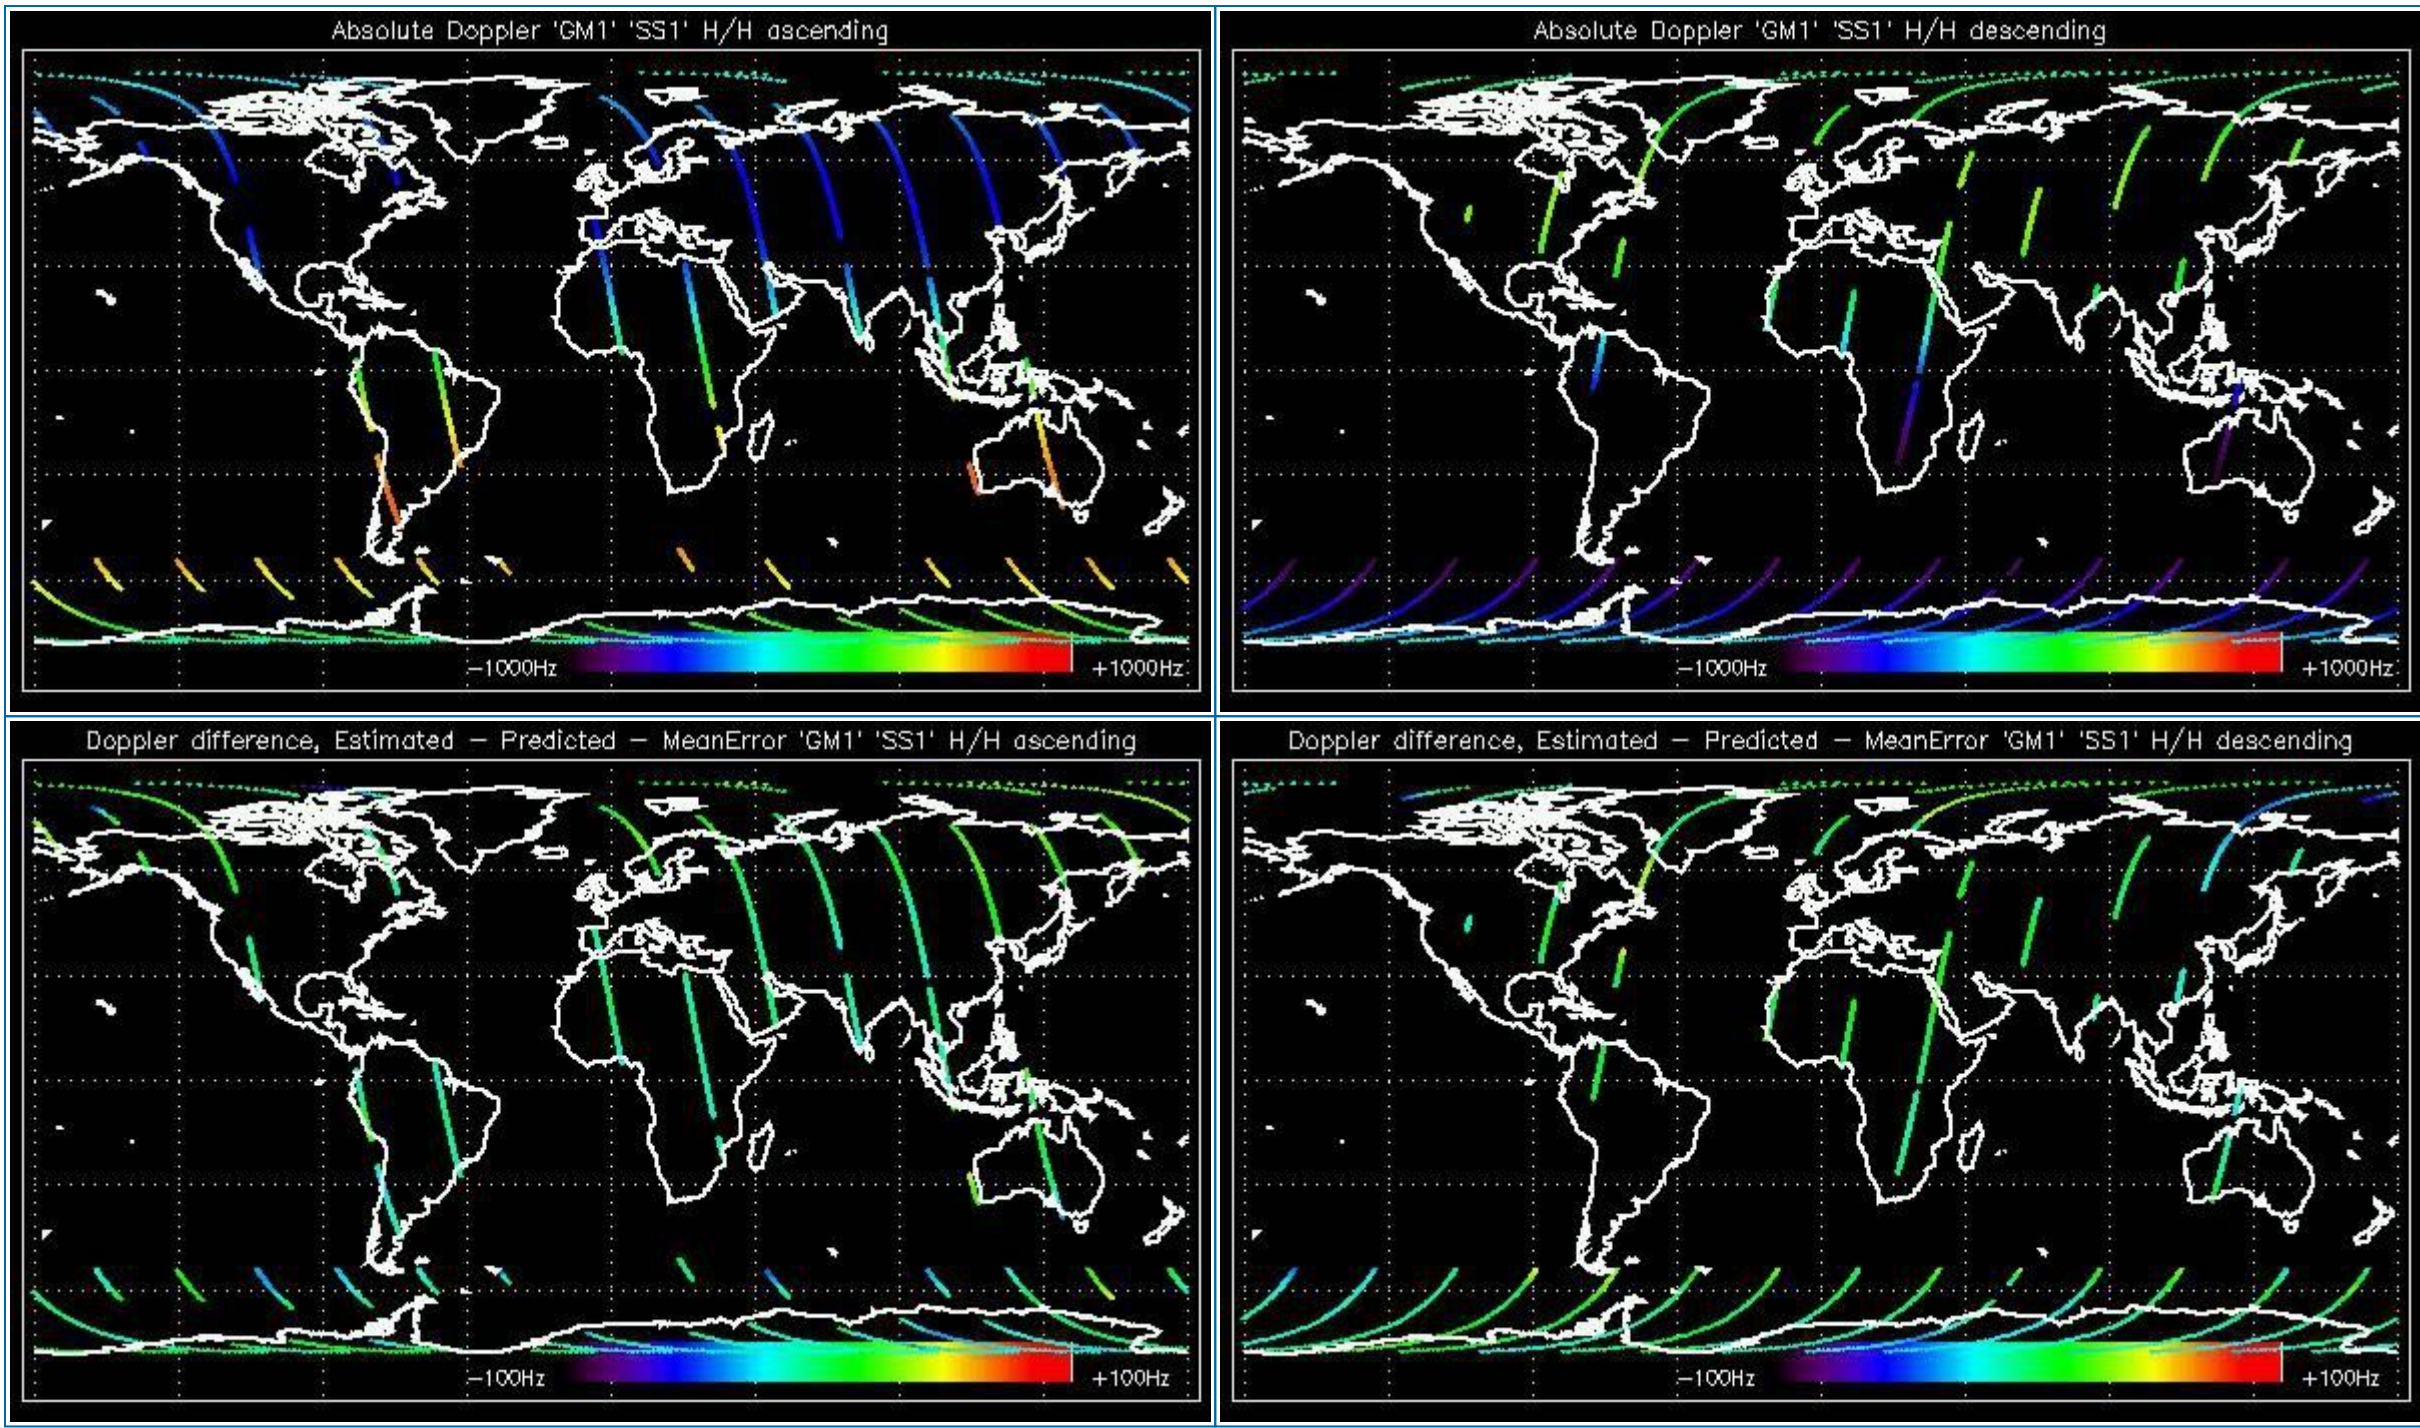 Absolute Doppler 'GM1' 'SS1' H/H ascending
−1000Hz
+1000Hz
Absolute Doppler 'GM1' 'SS1' H/H descending
−1000Hz
+1000Hz
Doppler difference, Estimated − Predicted − MeanError 'GM1' 'SS1' H/H ascending
−100Hz
+100Hz
Doppler difference, Estimated − Predicted − MeanError 'GM1' 'SS1' H/H descending
−100Hz
+100Hz